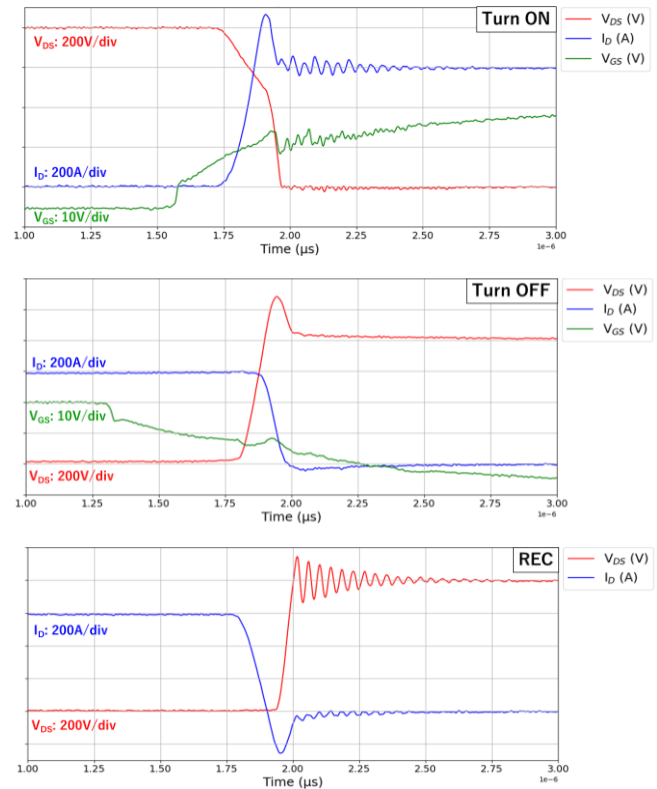 Turn ON
V_DS (V)
I_D (A)
V_GS (V)
V_DS: 200V/div
I_D: 200A/div
V_GS: 10V/div
1.00 1.25 1.50 1.75 2.00 2.25 2.50 2.75 3.00
Time (μs)
1e-6
Turn OFF
V_DS (V)
I_D (A)
V_GS (V)
I_D: 200A/div
V_GS: 10V/div
V_DS: 200V/div
1.00 1.25 1.50 1.75 2.00 2.25 2.50 2.75 3.00
Time (μs)
1e-6
REC
V_DS (V)
I_D (A)
I_D: 200A/div
V_DS: 200V/div
1.00 1.25 1.50 1.75 2.00 2.25 2.50 2.75 3.00
Time (μs)
1e-6